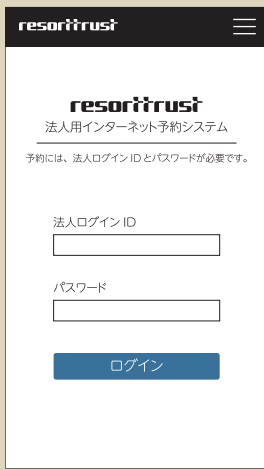 resorttrust
resorttrust
法人用インターネット予約システム
予約には、法人ログイン IDとパスワードが必要です。
法人ログイン ID
パスワード
ログイン